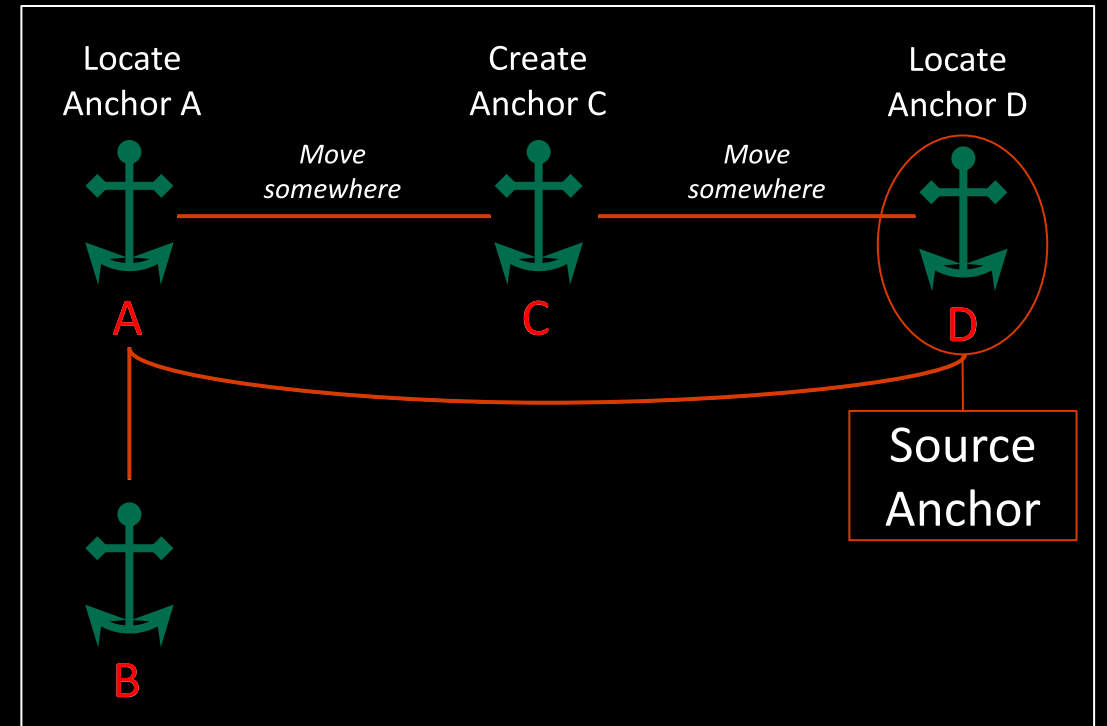 Locate
Anchor A
Create
Anchor C
Locate
Anchor D
Move
somewhere
Move
somewhere
A
C
D
Source
Anchor
B